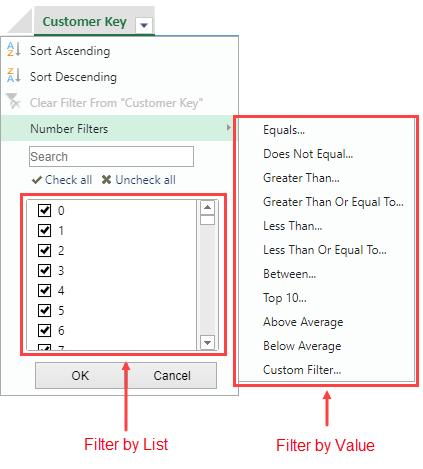 Customer Key
Sort Ascending
Sort Descending
Clear Filter From "Customer Key"
Number Filters
Search
Check all Uncheck all
0
1
2
3
4
5
6
OK Cancel
Equals...
Does Not Equal...
Greater Than...
Greater Than Or Equal To...
Less Than...
Less Than Or Equal To...
Between...
Top 10...
Above Average
Below Average
Custom Filter...
Filter by List
Filter by Value